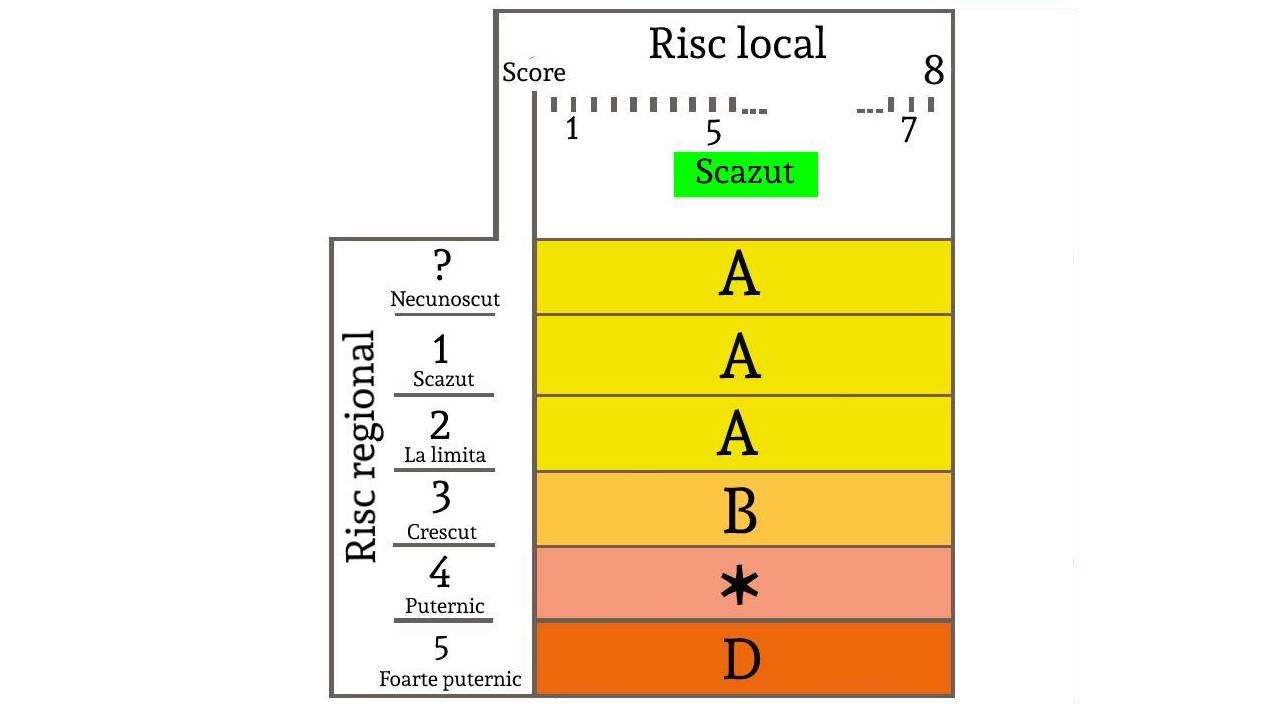 Risc local
Score
8
1 5 7
Scazut
Risc regional
?
Necunoscut
A
1
Scazut
A
2
La limita
A
3
Crescut
B
4
Puternic
*
5
Foarte puternic
D